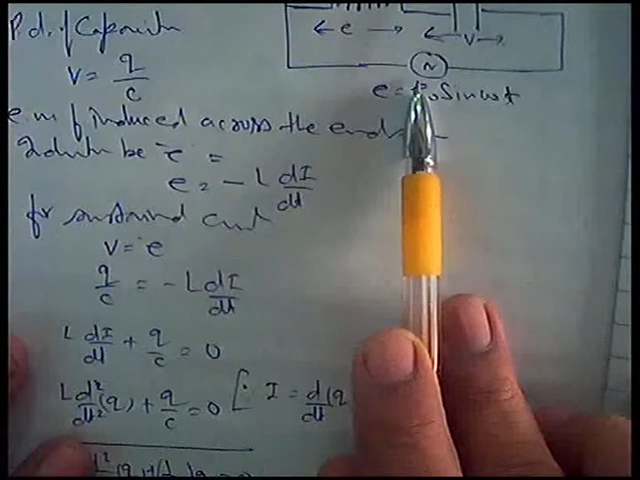 P.d. of Capacitor
V = q/c
← e →
← V →
~
e = e₀ Sin ωt
e m f induced across the ends
be e =
e = - L dI/dt
for sustained
V = e
q/c = - L dI/dt
L dI/dt + q/c = 0
L d²/dt² (q) + q/c = 0 [∵ I = d/dt (q